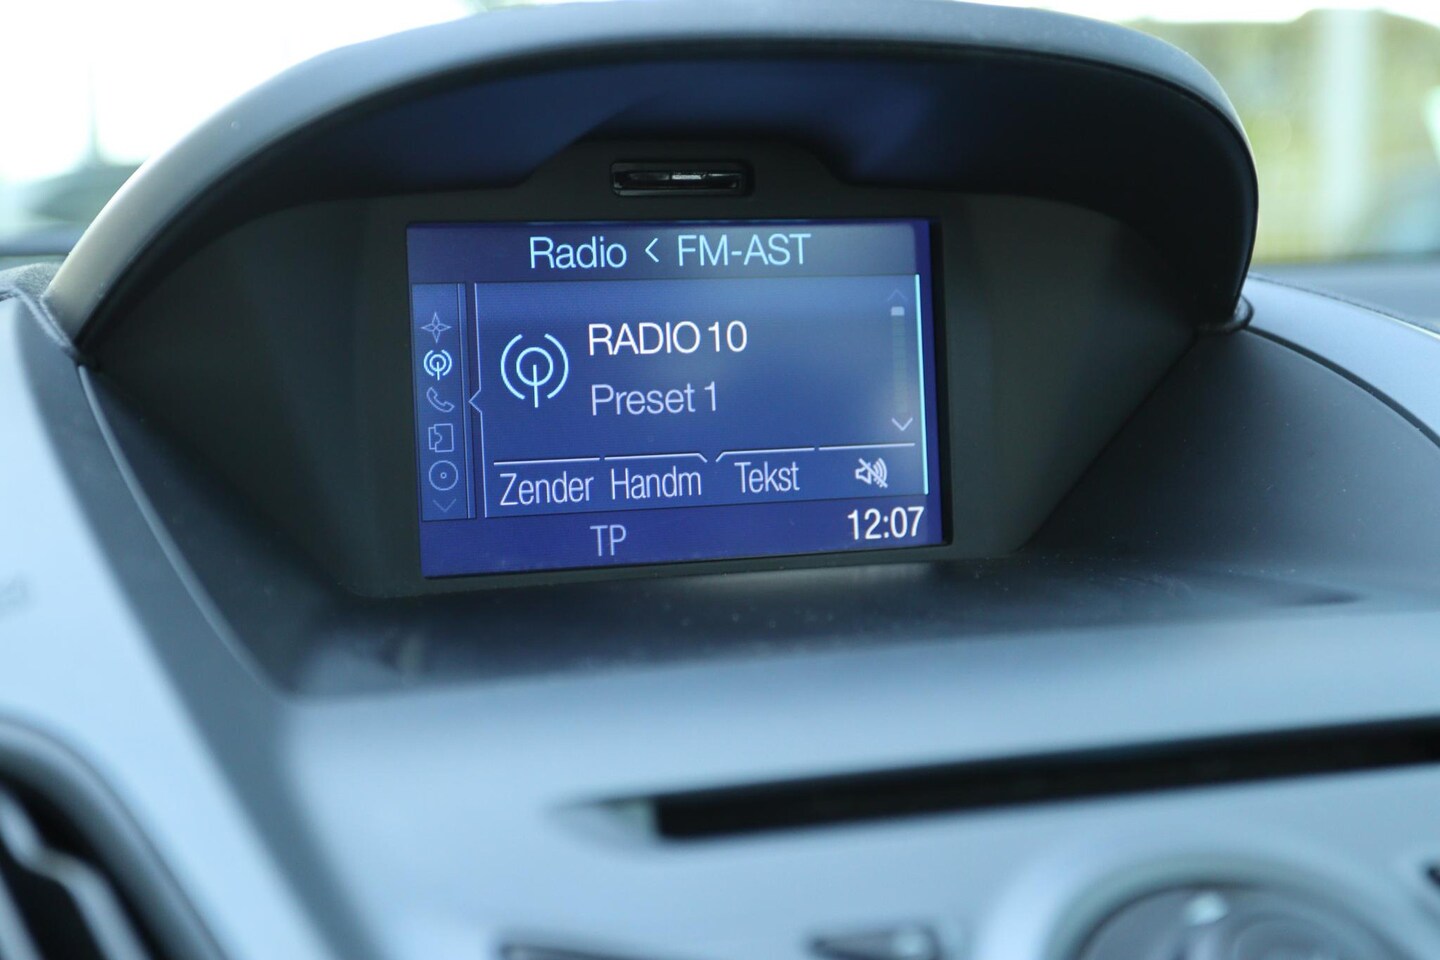 Radio < FM-AST
RADIO 10
Preset 1
Zender Handm Tekst
TP 12:07